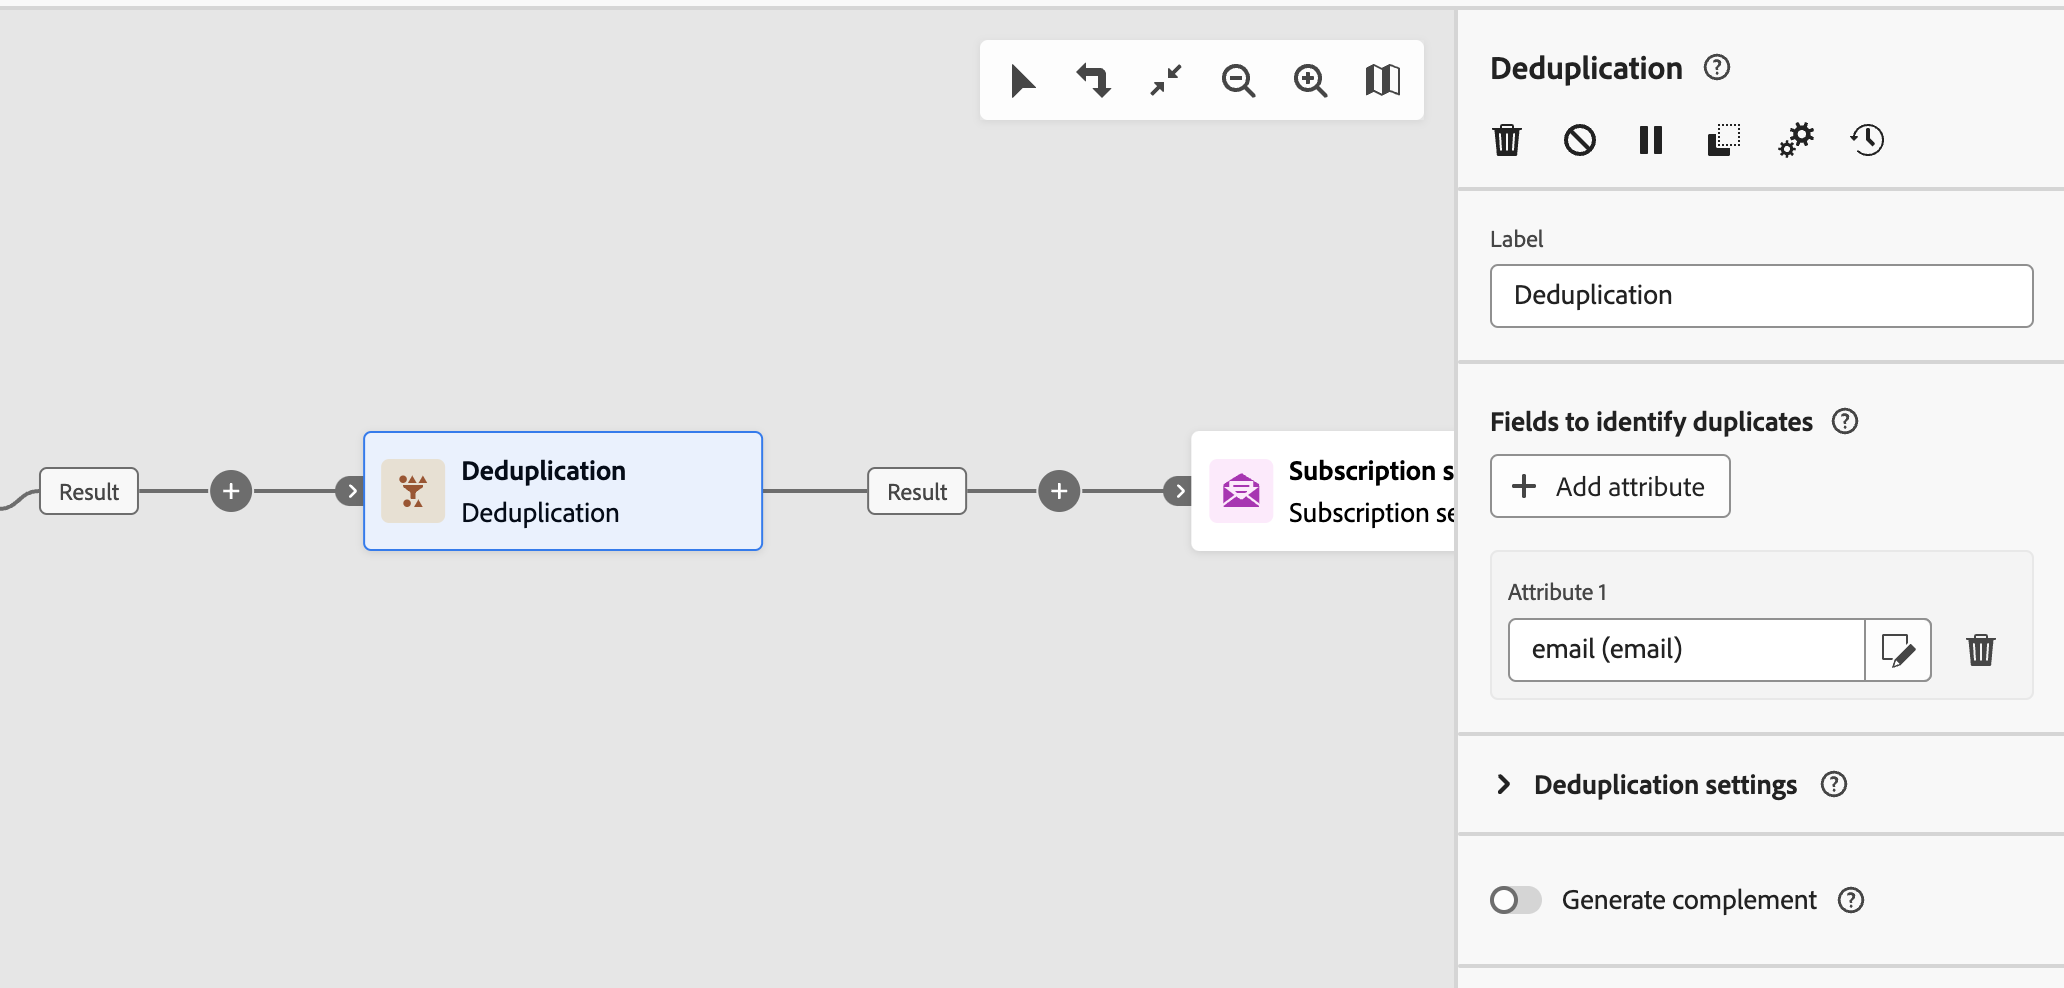 Result
Deduplication
Deduplication
Result
Subscription s
Subscription se
Deduplication
Label
Deduplication
Fields to identify duplicates
Add attribute
Attribute 1
email (email)
Deduplication settings
Generate complement